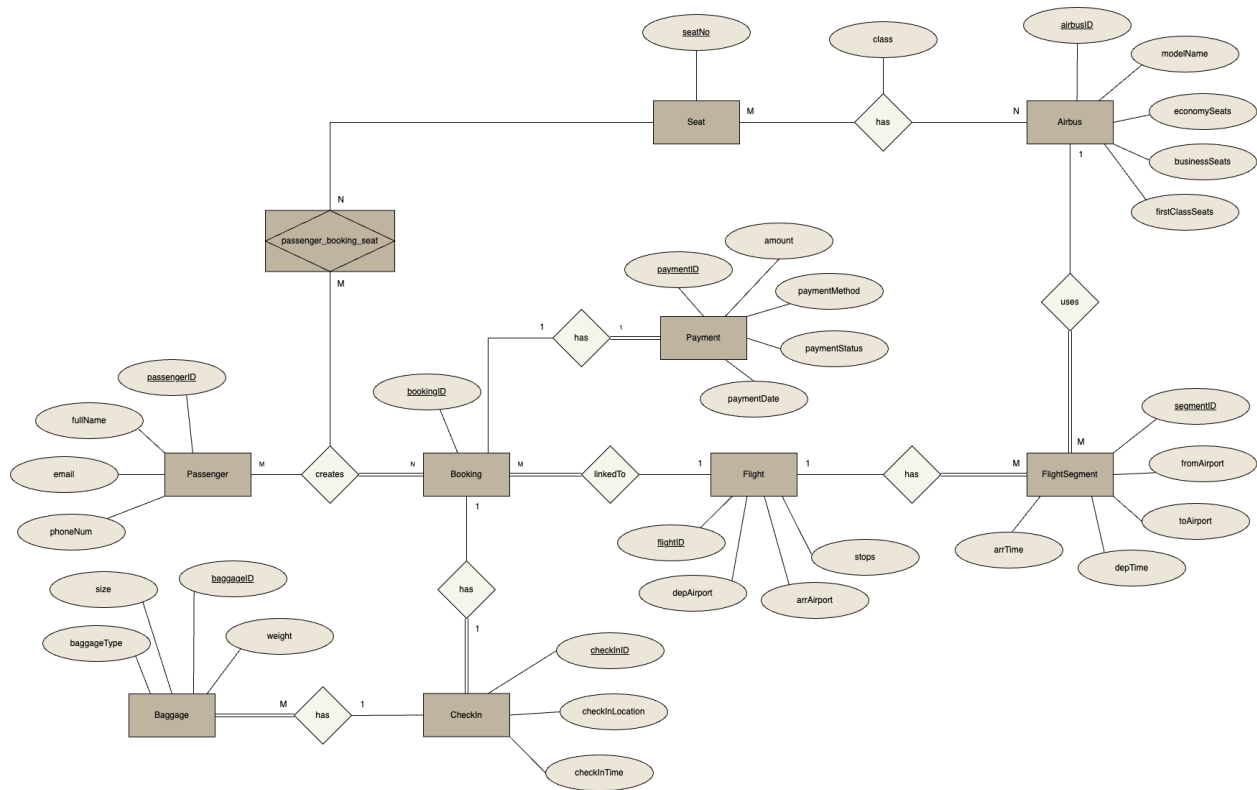 seatNo
class
airbusID
modelName
economySeats
businessSeats
firstClassSeats
Seat
M
has
N
Airbus
1
N
passenger_booking_seat
M
paymentID
amount
paymentMethod
paymentStatus
paymentDate
1
has
1
Payment
uses
M
passengerID
fullName
email
phoneNum
Passenger
M
creates
N
bookingID
Booking
M
linkedTo
1
Flight
1
has
M
FlightSegment
segmentID
fromAirport
toAirport
arrTime
depTime
flightID
depAirport
arrAirport
stops
1
has
1
size
baggageID
baggageType
weight
Baggage
M
has
1
CheckIn
checkInID
checkInLocation
checkInTime